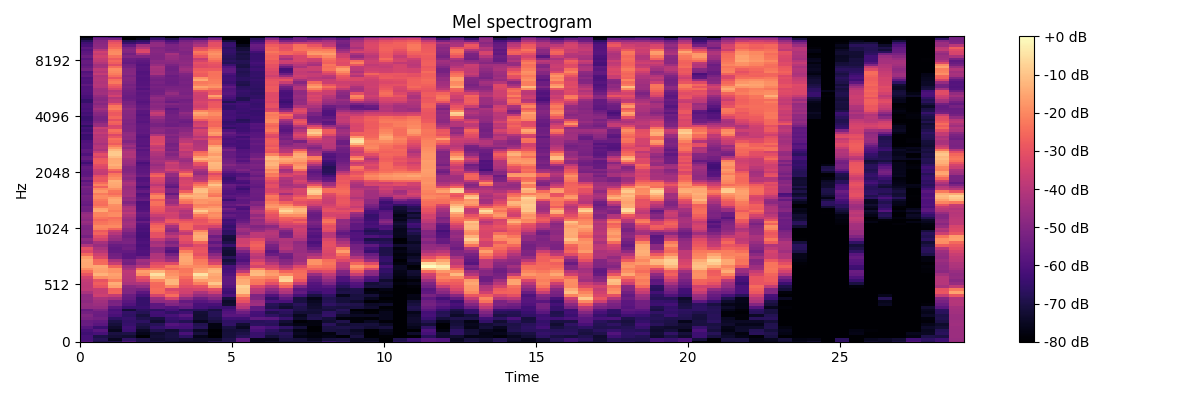 Mel spectrogram
8192
4096
2048
1024
512
0
Hz
0 5 10 15 20 25
Time
+0 dB
-10 dB
-20 dB
-30 dB
-40 dB
-50 dB
-60 dB
-70 dB
-80 dB